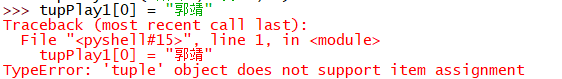 >>> tupPlay1[0] = "郭靖"
Traceback (most recent call last):
  File "<pyshell#15>", line 1, in <module>
    tupPlay1[0] = "郭靖"
TypeError: 'tuple' object does not support item assignment